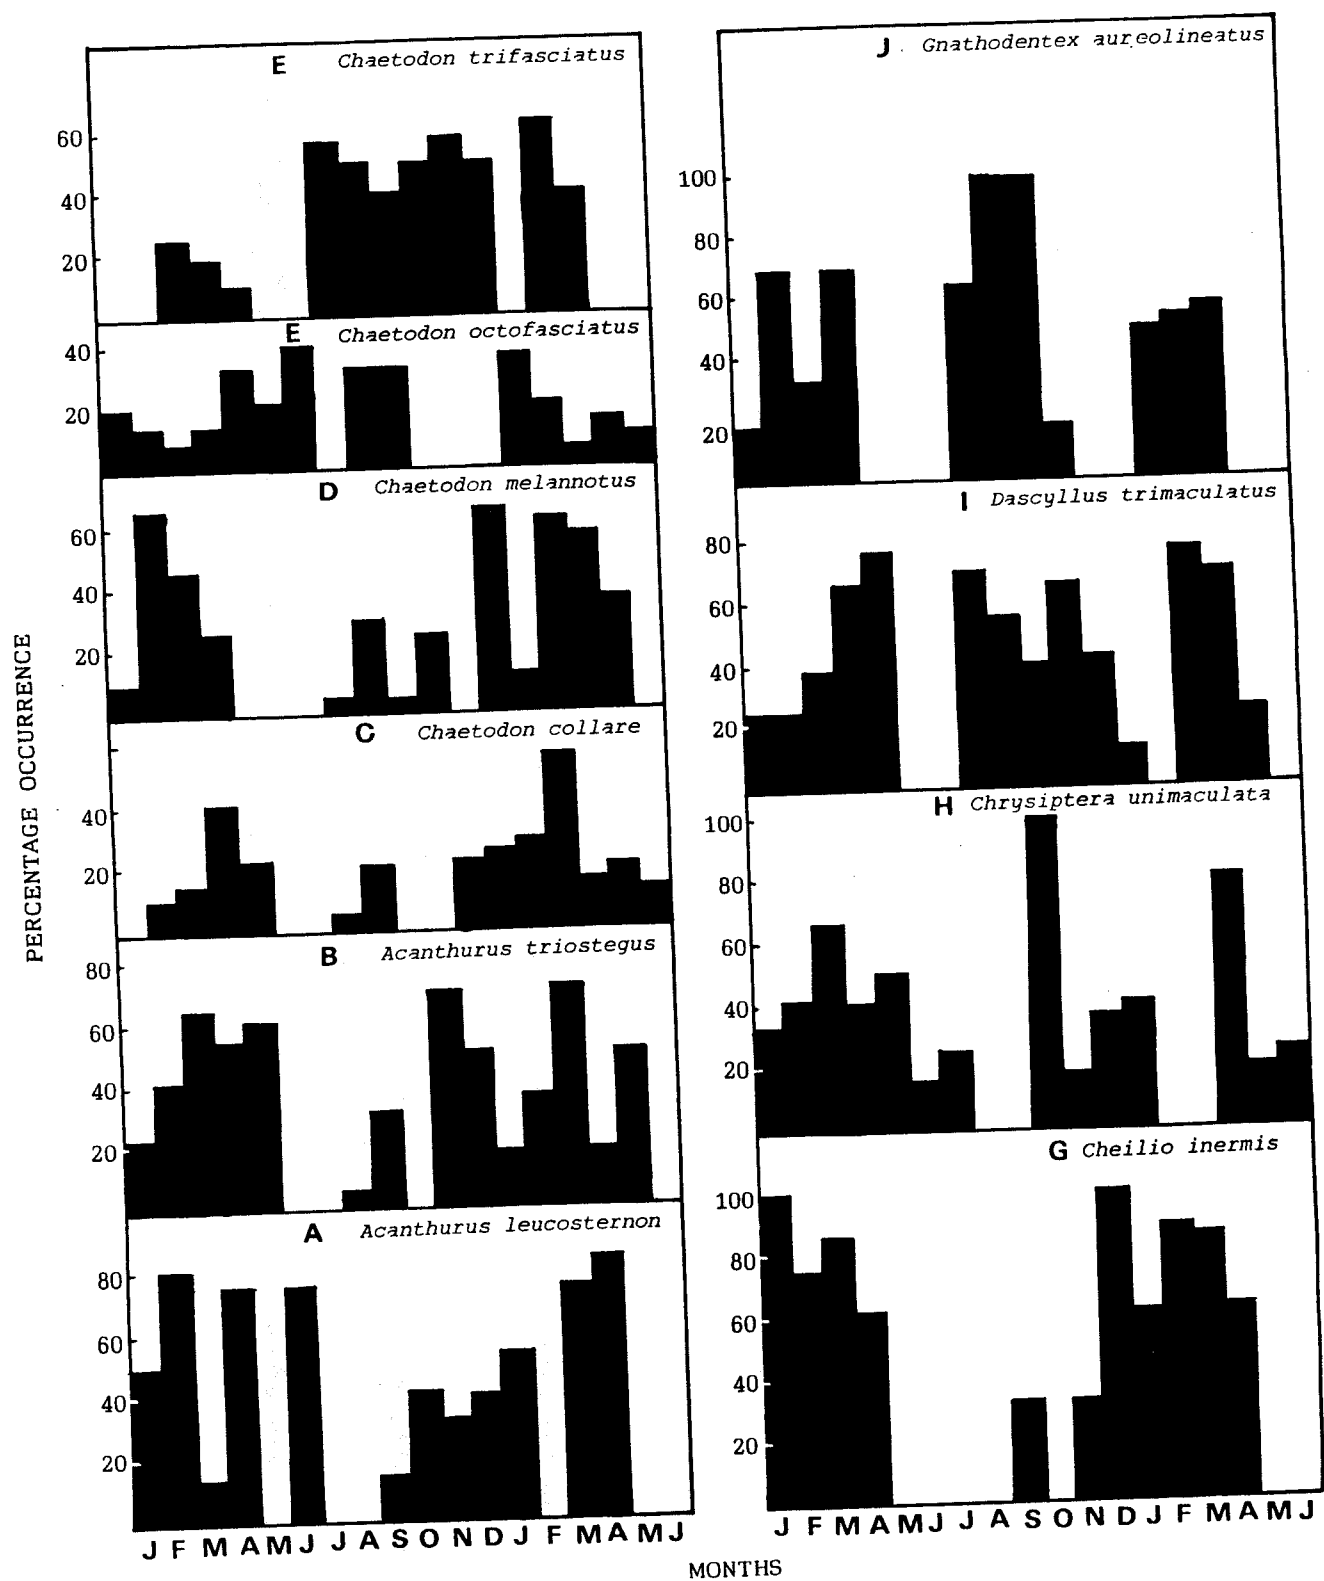 E Chaetodon trifasciatus
60
40
20
E Chaetodon octofasciatus
40
20
D Chaetodon melannotus
60
40
20
C Chaetodon collare
40
20
B Acanthurus triostegus
80
60
40
20
A Acanthurus leucosternon
80
60
40
20
J F M A M J J A S O N D J F M A M J
PERCENTAGE OCCURRENCE
J Gnathodentex aureolineatus
100
80
60
40
20
I Dascyllus trimaculatus
80
60
40
20
H Chrysiptera unimaculata
100
80
60
40
20
G Cheilio inermis
100
80
60
40
20
J F M A M J J A S O N D J F M A M J
MONTHS